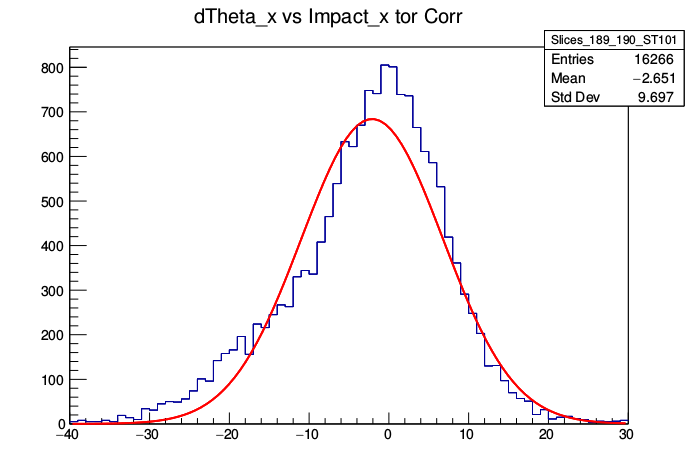 dTheta_x vs Impact_x tor Corr
Slices_189_190_ST101
Entries 16266
Mean −2.651
Std Dev 9.697
800
700
600
500
400
300
200
100
0
−40 −30 −20 −10 0 10 20 30